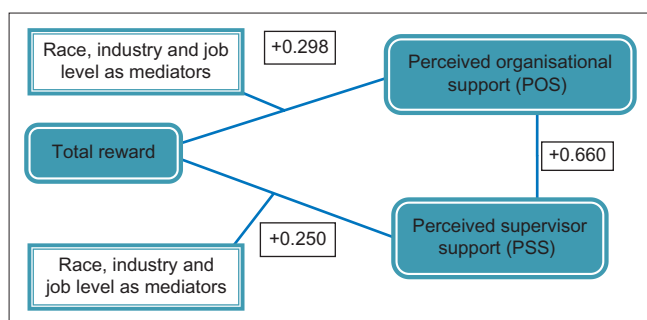 Race, industry and job
level as mediators
+0.298
Perceived organisational
support (POS)
Total reward
+0.660
Race, industry and
job level as mediators
+0.250
Perceived supervisor
support (PSS)